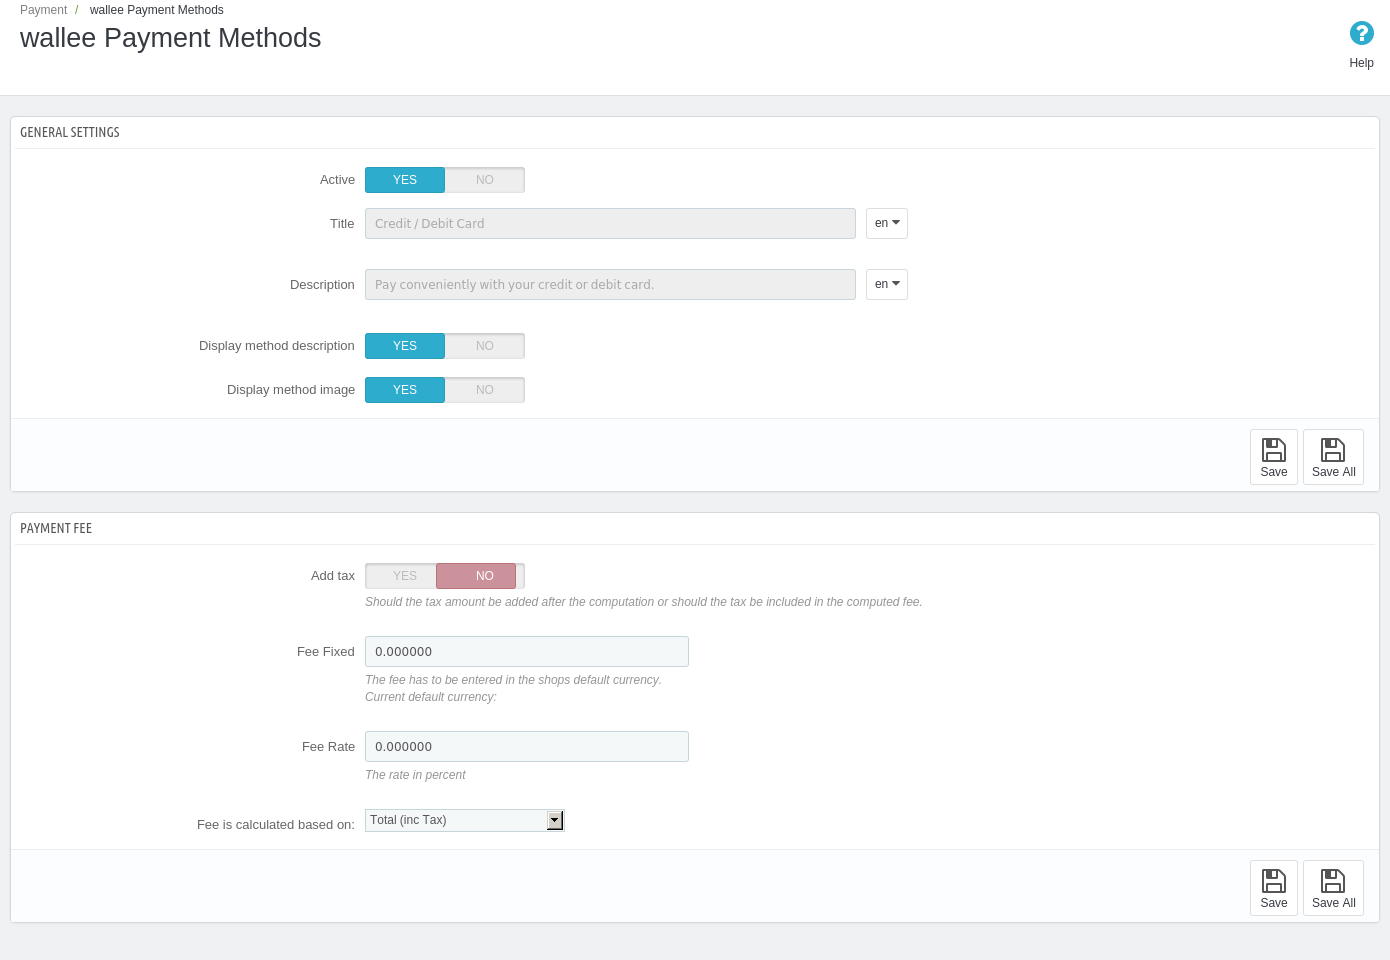 Payment / wallee Payment Methods
wallee Payment Methods
Help
GENERAL SETTINGS
Active YES NO
Title Credit / Debit Card en
Description Pay conveniently with your credit or debit card. en
Display method description YES NO
Display method image YES NO
Save Save All
PAYMENT FEE
Add tax YES NO
Should the tax amount be added after the computation or should the tax be included in the computed fee.
Fee Fixed 0.000000
The fee has to be entered in the shops default currency.
Current default currency:
Fee Rate 0.000000
The rate in percent
Fee is calculated based on: Total (inc Tax)
Save Save All